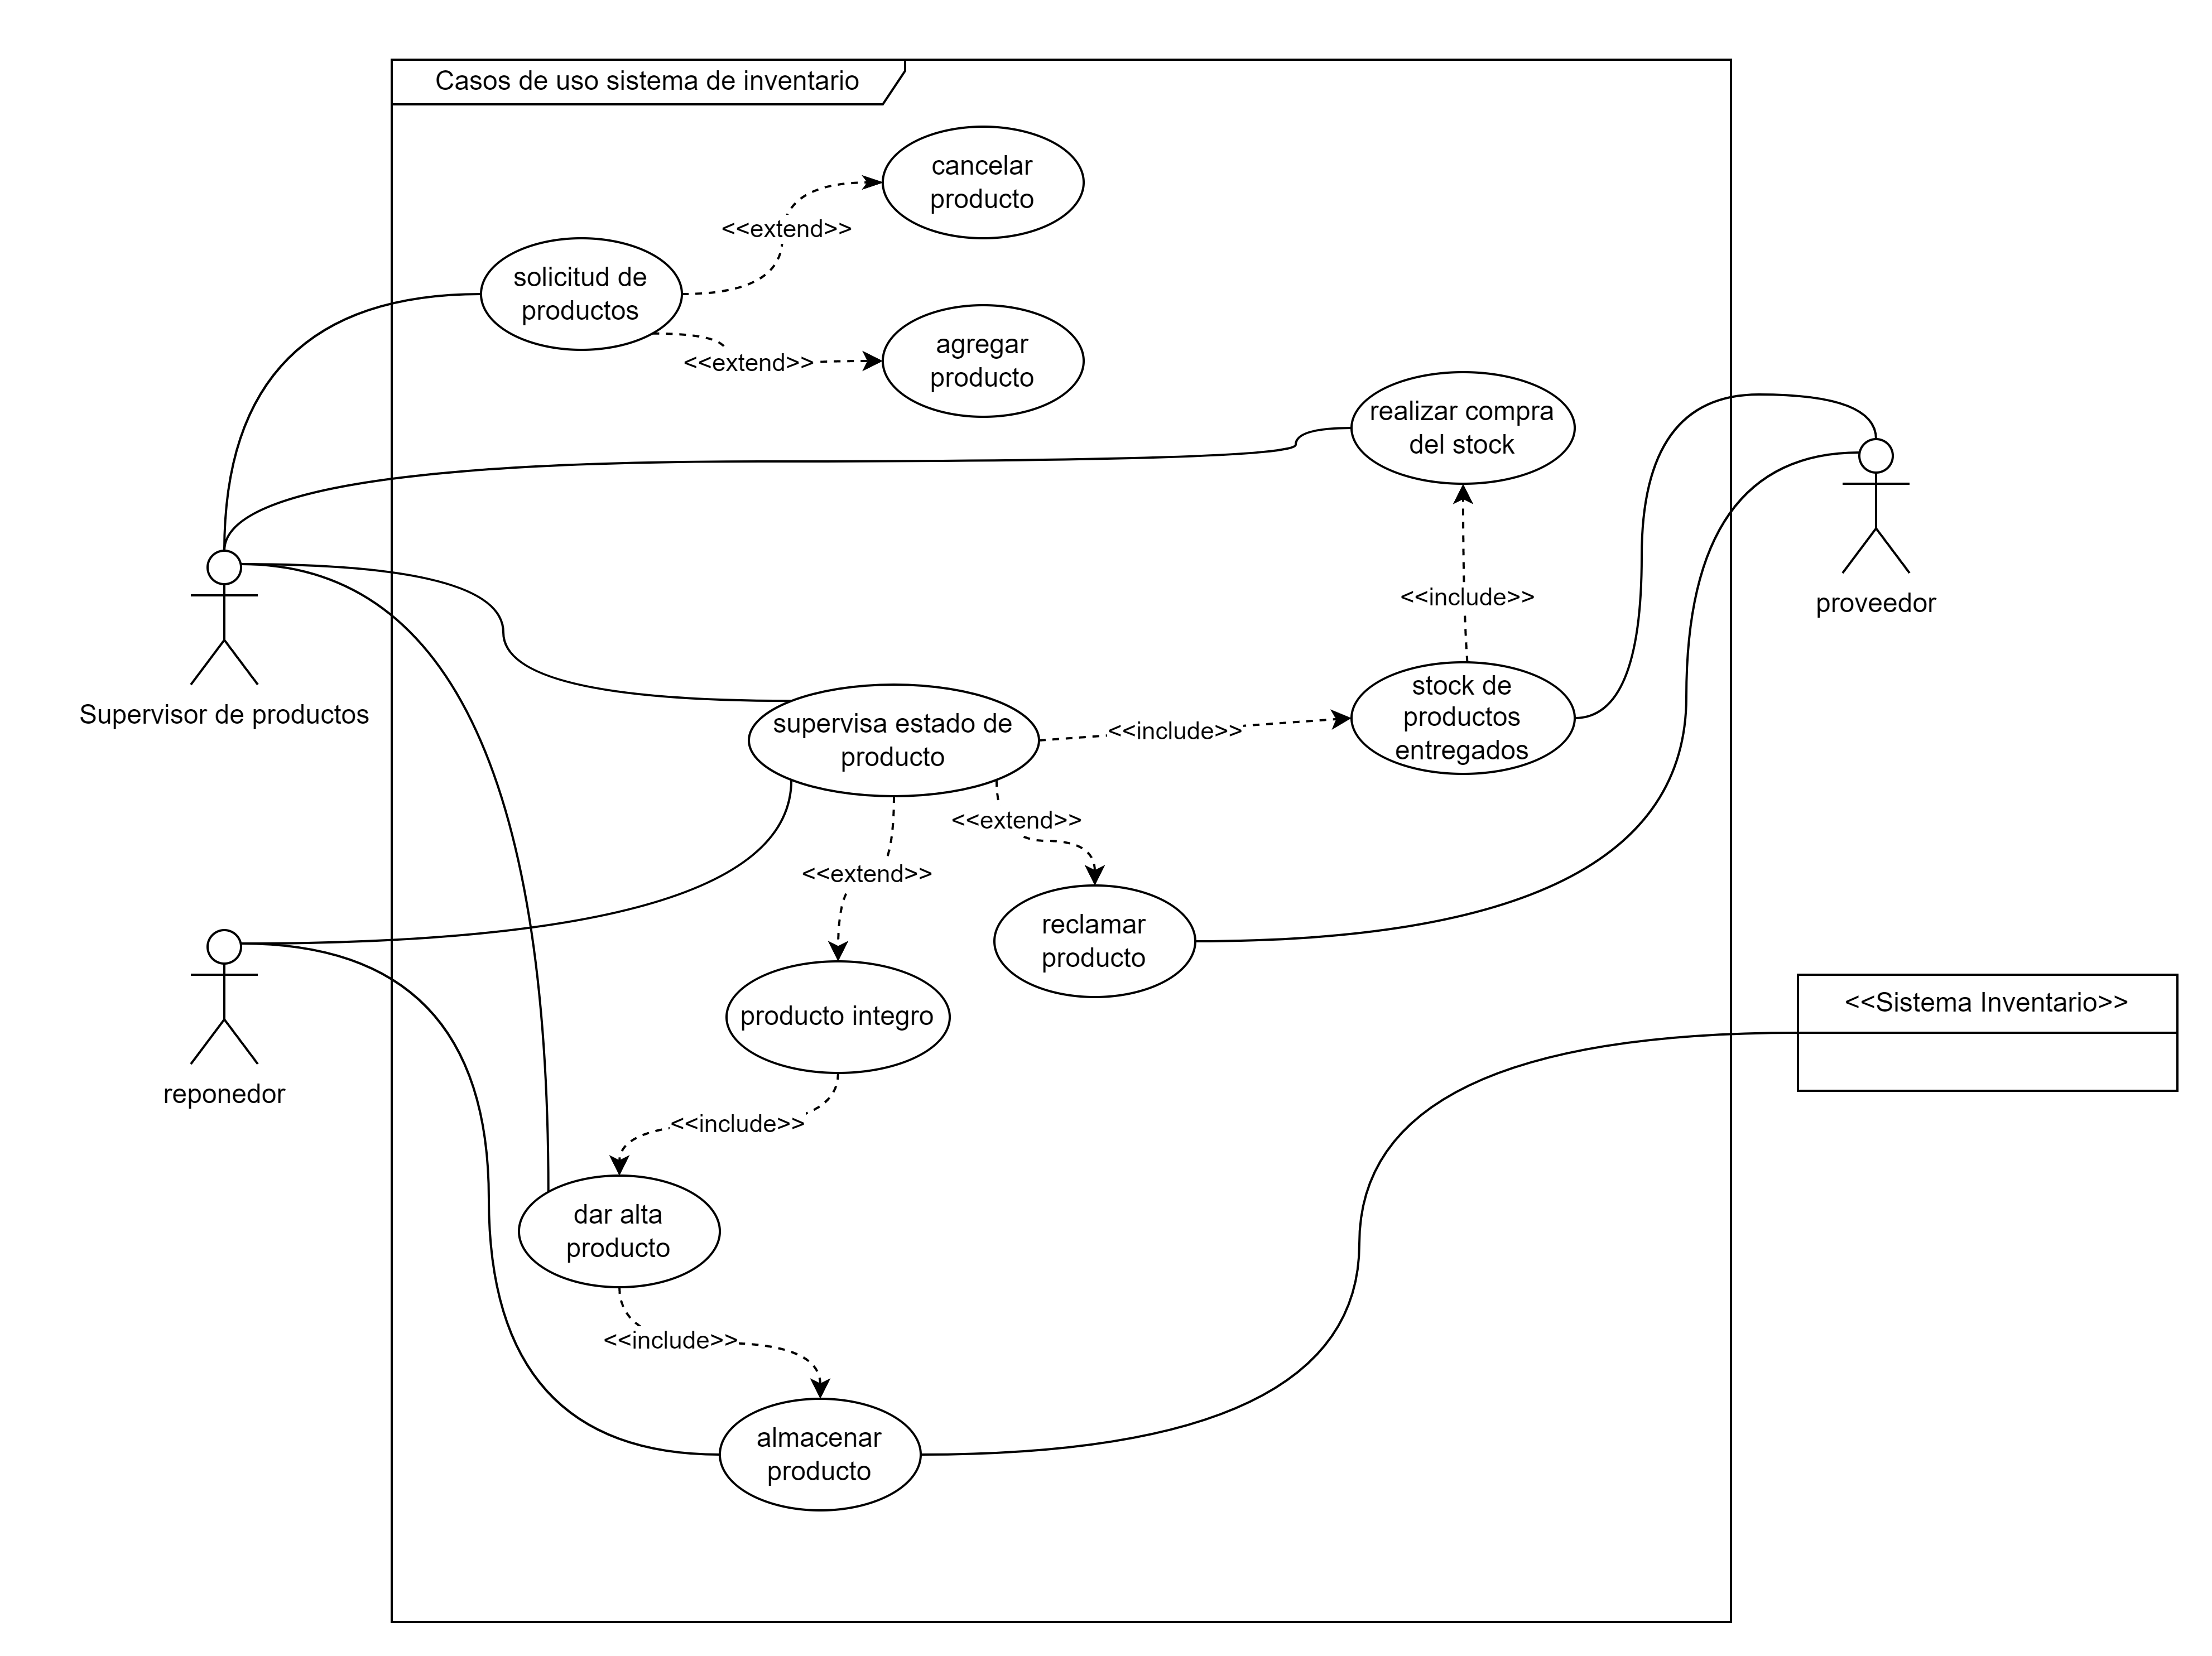 Casos de uso sistema de inventario
cancelar
producto
<<extend>>
solicitud de
productos
agregar
producto
<<extend>>
realizar compra
del stock
<<include>>
proveedor
Supervisor de productos
supervisa estado de
producto
<<include>>
stock de
productos
entregados
<<extend>>
<<extend>>
reclamar
producto
producto integro
<<Sistema Inventario>>
reponedor
<<include>>
dar alta
producto
<<include>>
almacenar
producto